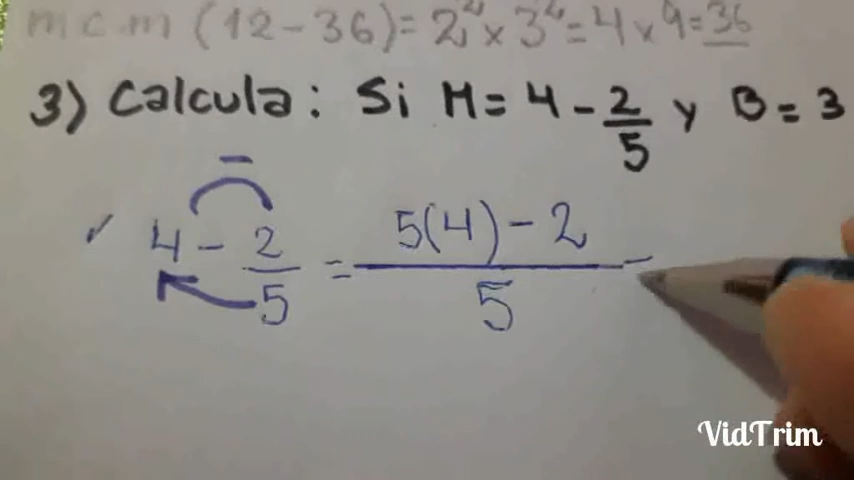 m c m (12-36)= 2² x 3² = 4 x 9 = 36
3) Calcula: Si M = 4 - 2/5 y B = 3
-
✓ 4 - 2/5 = 5(4) - 2 / 5 -
VidTrim